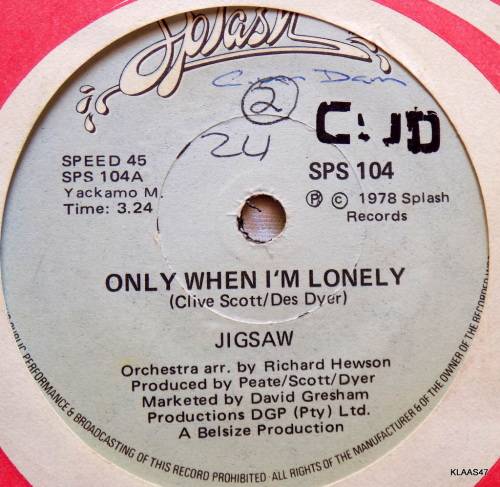 Splash
Dam
2
24
SPEED 45
SPS 104A
Yackamo M.
Time: 3.24
SPS 104
Ⓟ © 1978 Splash
Records
ONLY WHEN I'M LONELY
(Clive Scott/Des Dyer)
JIGSAW
Orchestra arr. by Richard Hewson
Produced by Peate/Scott/Dyer
Marketed by David Gresham
Productions DGP (Pty) Ltd.
A Belsize Production
PUBLIC PERFORMANCE & BROADCASTING OF THIS RECORD PROHIBITED · ALL RIGHTS OF THE MANUFACTURER & OF THE OWNER OF THE RECORDED
KLAAS47